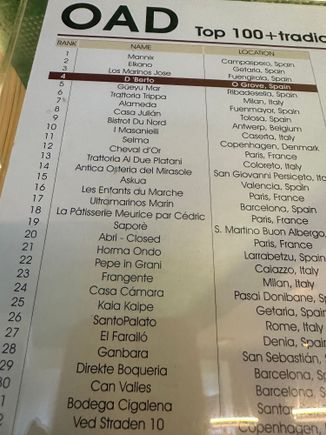 OAD Top 100+tradic
RANK NAME LOCATION
1 Mannix Campaspero, Spain
2 Elkano Getaria, Spain
3 Los Marinos Jose Fuengirola, Spain
4 D 'Berto O Grove, Spain
5 Güeyu Mar Ribadesella, Spain
6 Trattoria Trippa Milan, Italy
7 Alameda Fuenmayor, Spain
8 Casa Julián Tolosa, Spain
9 Bistrot Du Nord Antwerp, Belgium
10 I Masanielli Caserta, Italy
11 Selma Copenhagen, Denmark
12 Cheval d'Or Paris, France
13 Trattoria Ai Due Platani Coloreto, Italy
14 Antica Osteria del Mirasole San Giovanni Persiceto, Ita
15 Askua Valencia, Spain
16 Les Enfants du Marche Paris, France
17 Ultramarinos Marin Barcelona, Spain
18 La Pâtisserie Meurice par Cédric Paris, France
19 Saporè S. Martino Buon Albergo,
20 Abri - Closed Paris, France
21 Horma Ondo Larrabetzu, Spain
22 Pepe in Grani Caiazzo, Italy
23 Frangente Milan, Italy
24 Casa Cámara Pasai Donibane, Spain
25 Kaia Kaipe Getaria, Spain
26 SantoPalato Rome, Italy
27 El Faralló Denia, Spain
28 Ganbara San Sebastián,
29 Direkte Boqueria Barcelona,
30 Can Valles Barcelona,
1 Bodega Cigalena
2 Ved Stranden 10 Copenhagen,